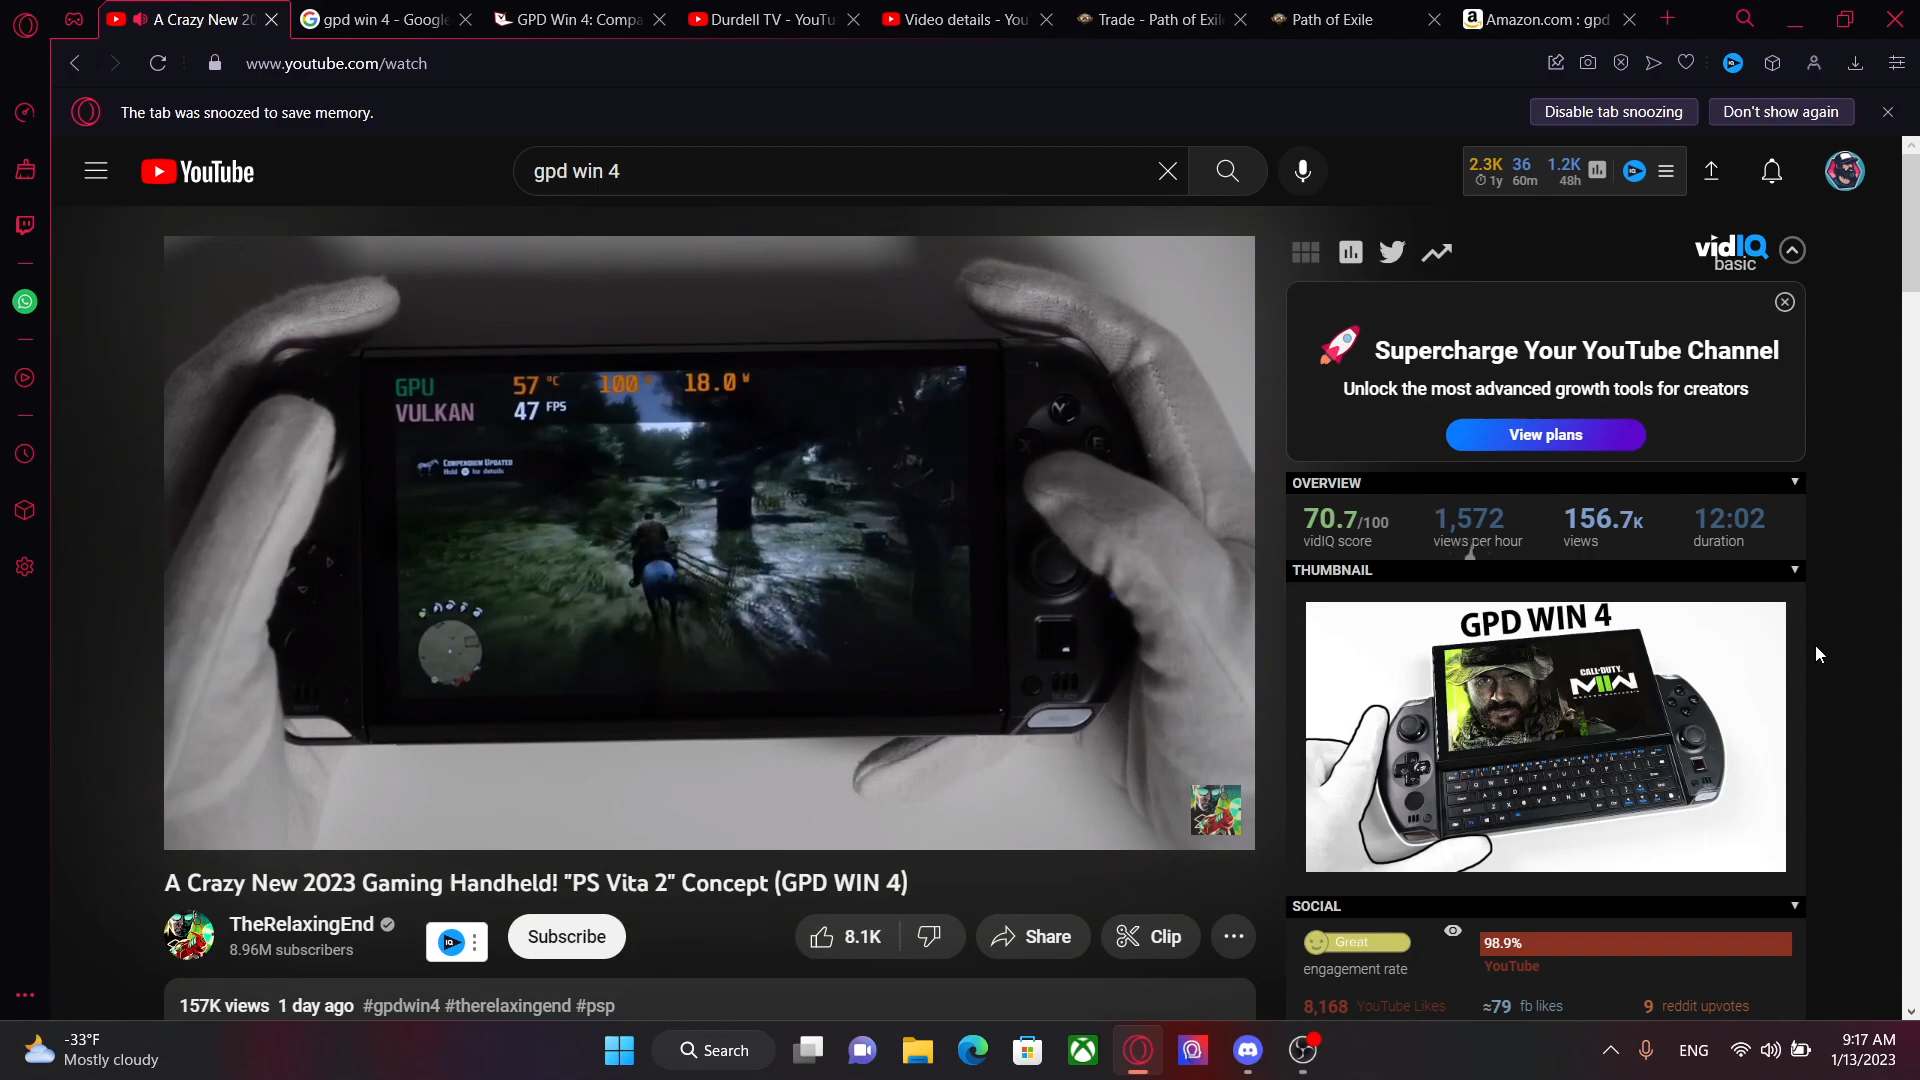 A Crazy New 20
gpd win 4 - Google
GPD Win 4: Compa
Durdell TV - YouTu
Video details - You
Trade - Path of Exile
Path of Exile
Amazon.com : gpd
www.youtube.com/watch
The tab was snoozed to save memory.
Disable tab snoozing
Don't show again
YouTube
gpd win 4
2.3K 36 1.2K
1y 60m 48h
vidIQ
basic
GPU 57 °C 100 18.0 W
VULKAN 47 FPS
COMPENDIUM UPDATED
Supercharge Your YouTube Channel
Unlock the most advanced growth tools for creators
View plans
OVERVIEW
70.7/100 1,572 156.7K 12:02
vidIQ score views per hour views duration
THUMBNAIL
GPD WIN 4
CALL OF DUTY
MWII
A Crazy New 2023 Gaming Handheld! "PS Vita 2" Concept (GPD WIN 4)
TheRelaxingEnd
8.96M subscribers
Subscribe
8.1K
Share
Clip
SOCIAL
Great
engagement rate
98.9%
YouTube
8,168 YouTube Likes ≈79 fb likes 9 reddit upvotes
157K views 1 day ago #gpdwin4 #therelaxingend #psp
-33°F
Mostly cloudy
Search
ENG
9:17 AM
1/13/2023